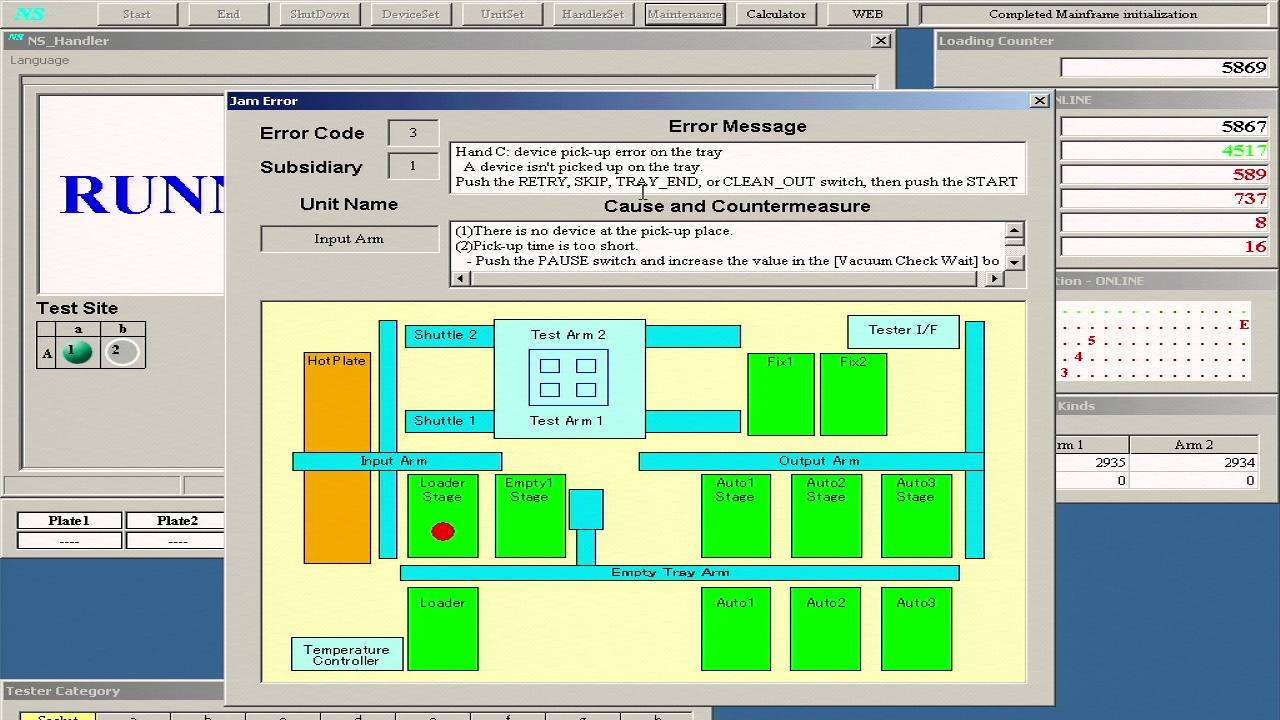 NS Start End ShutDown DeviceSet UnitSet HandlerSet Maintenance Calculator WEB Completed Mainframe initialization
NS NS_Handler
Language
Loading Counter
5869
Jam Error
Error Code 3
Subsidiary 1
Unit Name
Input Arm
Error Message
Hand C: device pick-up error on the tray
A device isn't picked up on the tray.
Push the RETRY, SKIP, TRAY_END, or CLEAN_OUT switch, then push the START
Cause and Countermeasure
(1)There is no device at the pick-up place.
(2)Pick-up time is too short.
- Push the PAUSE switch and increase the value in the [Vacuum Check Wait] bo
RUNN
Test Site
a b
A 1 2
HotPlate
Shuttle 2
Test Arm 2
Tester I/F
Fix1 Fix2
Shuttle 1
Test Arm 1
Input Arm
Output Arm
Loader
Stage
Empty1
Stage
Auto1
Stage
Auto2
Stage
Auto3
Stage
Empty Tray Arm
Loader
Auto1 Auto2 Auto3
Temperature
Controller
NLINE
5867
4517
589
737
8
16
tion - ONLINE
E
5
4
3
Kinds
rm 1 Arm 2
2935 2934
0 0
Plate1 Plate2
---- ----
Tester Category
Socket a b c d e f g h